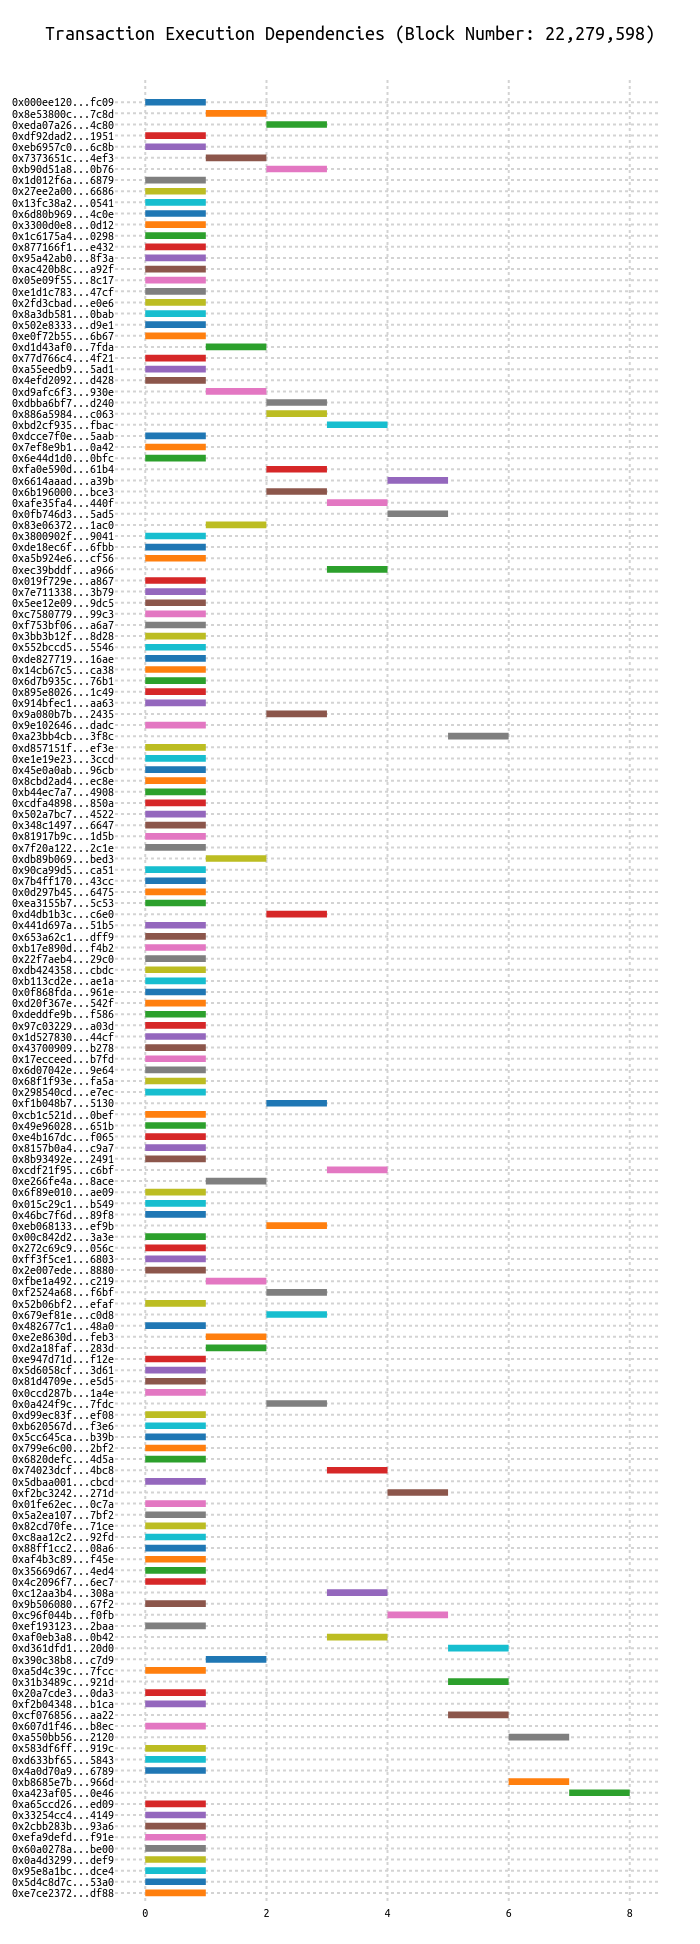 Transaction Execution Dependencies (Block Number: 22,279,598)
0x000ee120...fc09
0x8e53800c...7c8d
0xeda07a26...4c80
0xdf92dad2...1951
0xeb6957c0...6c8b
0x7373651c...4ef3
0xb90d51a8...0b76
0x1d012f6a...6879
0x27ee2a00...6686
0x13fc38a2...0541
0x6d80b969...4c0e
0x3300d0e8...0d12
0x1c6175a4...0298
0x877166f1...e432
0x95a42ab0...8f3a
0xac420b8c...a92f
0x05e09f55...8c17
0xe1d1c783...47cf
0x2fd3cbad...e0e6
0x8a3db581...0bab
0x502e8333...d9e1
0xe0f72b55...6b67
0xd1d43af0...7fda
0x77d766c4...4f21
0xa55eedb9...5ad1
0x4efd2092...d428
0xd9afc6f3...930e
0xdbba6bf7...d240
0x886a5984...c063
0xbd2cf935...fbac
0xdcce7f0e...5aab
0x7ef8e9b1...0a42
0x6e44d1d0...0bfc
0xfa0e590d...61b4
0x6614aaad...a39b
0x6b196000...bce3
0xafe35fa4...440f
0x0fb746d3...5ad5
0x83e06372...1ac0
0x3800902f...9041
0xde18ec6f...6fbb
0xa5b924e6...cf56
0xec39bddf...a966
0x019f729e...a867
0x7e711338...3b79
0x5ee12e09...9dc5
0xc7580779...99c3
0xf753bf06...a6a7
0x3bb3b12f...8d28
0x552bccd5...5546
0xde827719...16ae
0x14cb67c5...ca38
0x6d7b935c...76b1
0x895e8026...1c49
0x914bfec1...aa63
0x9a080b7b...2435
0x9e102646...dadc
0xa23bb4cb...3f8c
0xd857151f...ef3e
0xe1e19e23...3ccd
0x45e0a0ab...96cb
0x8cbd2ad4...ec8e
0xb44ec7a7...4908
0xcdfa4898...850a
0x502a7bc7...4522
0x348c1497...6647
0x81917b9c...1d5b
0x7f20a122...2c1e
0xdb89b069...bed3
0x90ca99d5...ca51
0x7b4ff170...43cc
0x0d297b45...6475
0xea3155b7...5c53
0xd4db1b3c...c6e0
0x441d697a...51b5
0x653a62c1...dff9
0xb17e890d...f4b2
0x22f7aeb4...29c0
0xdb424358...cbdc
0xb113cd2e...ae1a
0x0f868fda...961e
0xd20f367e...542f
0xdeddfe9b...f586
0x97c03229...a03d
0x1d527830...44cf
0x43700909...b278
0x17ecceed...b7fd
0x6d07042e...9e64
0x68f1f93e...fa5a
0x298540cd...e7ec
0xf1b048b7...5130
0xcb1c521d...0bef
0x49e96028...651b
0xe4b167dc...f065
0x8157b0a4...c9a7
0x8b93492e...2491
0xcdf21f95...c6bf
0xe266fe4a...8ace
0x6f89e010...ae09
0x015c29c1...b549
0x46bc7f6d...89f8
0xeb068133...ef9b
0x00c842d2...3a3e
0x272c69c9...056c
0xff3f5ce1...6803
0x2e007ede...8880
0xfbe1a492...c219
0xf2524a68...f6bf
0x52b06bf2...efaf
0x679ef81e...c0d8
0x482677c1...48a0
0xe2e8630d...feb3
0xd2a18faf...283d
0xe947d71d...f12e
0x5d6058cf...3d61
0x81d4709e...e5d5
0x0ccd287b...1a4e
0x0a424f9c...7fdc
0xd99ec83f...ef08
0xb620567d...f3e6
0x5cc645ca...b39b
0x799e6c00...2bf2
0x6820defc...4d5a
0x74023dcf...4bc8
0x5dbaa001...cbcd
0xf2bc3242...271d
0x01fe62ec...0c7a
0x5a2ea107...7bf2
0x82cd70fe...71ce
0xc8aa12c2...92fd
0x88ff1cc2...08a6
0xaf4b3c89...f45e
0x35669d67...4ed4
0x4c2096f7...6ec7
0xc12aa3b4...308a
0x9b506080...67f2
0xc96f044b...f0fb
0xef193123...2baa
0xaf0eb3a8...0b42
0xd361dfd1...20d0
0x390c38b8...c7d9
0xa5d4c39c...7fcc
0x31b3489c...921d
0x20a7cde3...0da3
0xf2b04348...b1ca
0xcf076856...aa22
0x607d1f46...b8ec
0xa550bb56...2120
0x583df6ff...919c
0xd633bf65...5843
0x4a0d70a9...6789
0xb8685e7b...966d
0xa423af05...0e46
0xa65ccd26...ed09
0x33254cc4...4149
0x2cbb283b...93a6
0xefa9defd...f91e
0x60a0278a...be00
0x0a4d3299...def9
0x95e8a1bc...dce4
0x5d4c8d7c...53a0
0xe7ce2372...df88
0 2 4 6 8